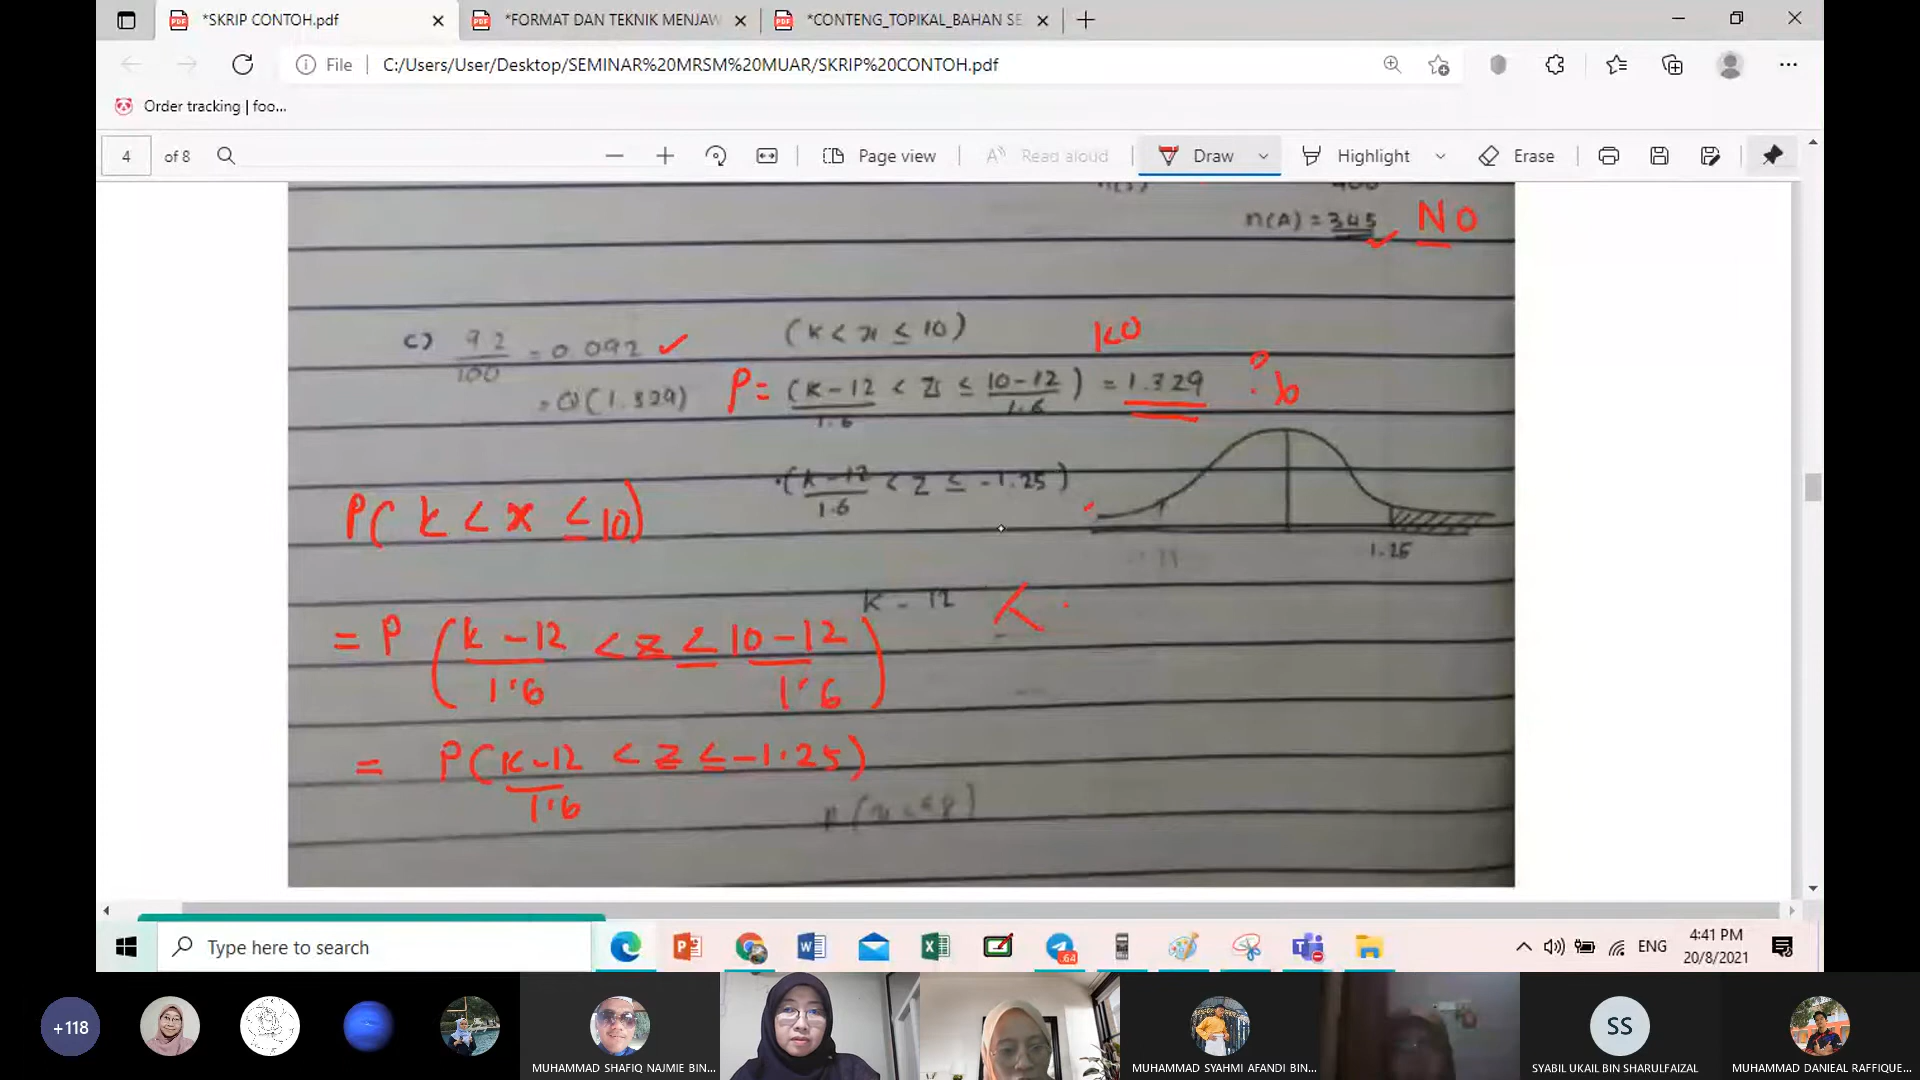 *SKRIP CONTOH.pdf
*FORMAT DAN TEKNIK MENJAW
*CONTENG_TOPIKAL_BAHAN SE
File
C:/Users/User/Desktop/SEMINAR%20MRSM%20MUAR/SKRIP%20CONTOH.pdf
Order tracking | foo...
4 of 8
Page view
Read aloud
Draw
Highlight
Erase
n(A) = 345 NO
c) 92/100 = 0.092
(k < x ≤ 10)
K0
= Q(1.329)
P = (k-12/1.6 < Z ≤ 10-12/1.6) = 1.329
(k-12/1.6 < Z ≤ -1.25)
P( k < x ≤ 10)
1.25
k - 12
= P (k-12/1.6 < z ≤ 10-12/1.6)
= P(k-12/1.6 < z ≤ -1.25)
Type here to search
64
ENG
4:41 PM
20/8/2021
+118
MUHAMMAD SHAFIQ NAJMIE BIN...
MUHAMMAD SYAHMI AFANDI BIN...
SS
SYABIL UKAIL BIN SHARULFAIZAL
MUHAMMAD DANIEAL RAFFIQUE...